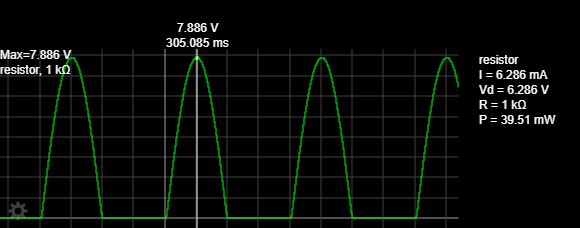 7.886 V
305.085 ms
Max=7.886 V
resistor, 1 kΩ
resistor
I = 6.286 mA
Vd = 6.286 V
R = 1 kΩ
P = 39.51 mW